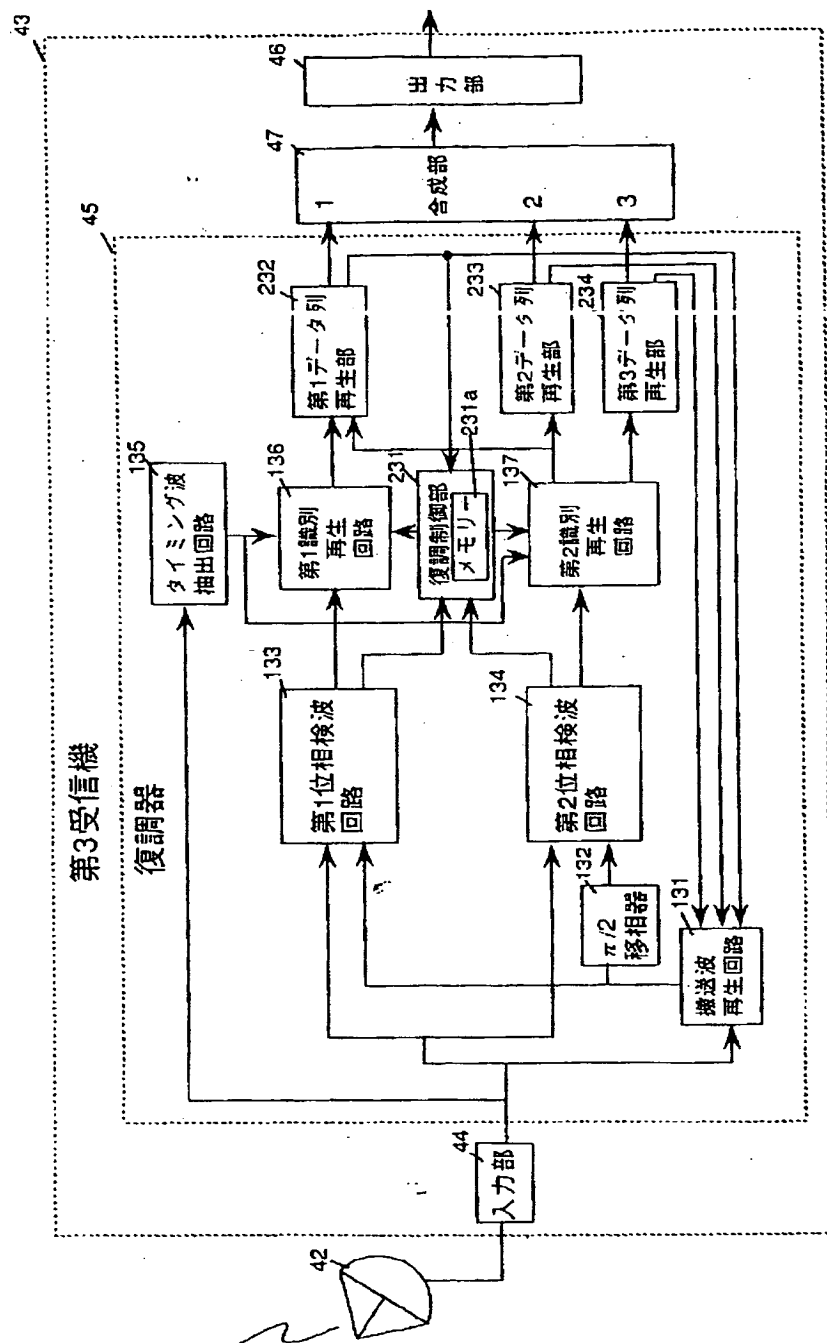 第3受信機
43
復調器
45
42
44
入力部
135
タイミング波
抽出回路
133
第1位相検波
回路
134
第2位相検波
回路
132
π/2
移相器
131
搬送波
再生回路
136
第1識別
再生
回路
231
復調制御部
メモリー
231a
137
第2識別
再生
回路
232
第1データ列
再生部
233
第2データ列
再生部
234
第3データ列
再生部
47
合成部
1
2
3
46
出力部